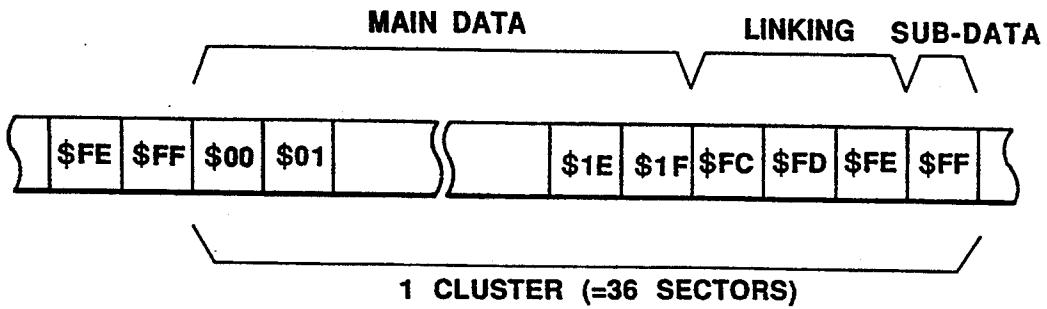 MAIN DATA LINKING SUB-DATA
$FE $FF $00 $01 $1E $1F $FC $FD $FE $FF
1 CLUSTER (=36 SECTORS)